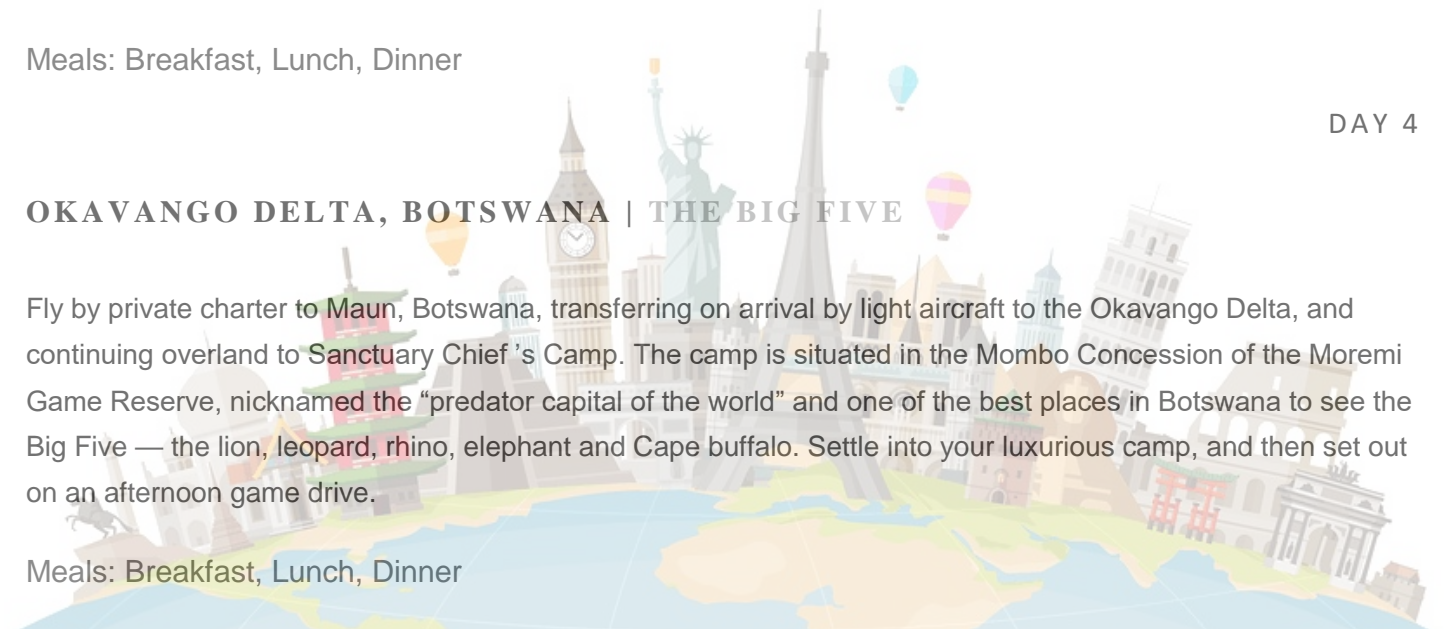 Meals: Breakfast, Lunch, Dinner
DAY 4
OKAVANGO DELTA, BOTSWANA | THE BIG FIVE
Fly by private charter to Maun, Botswana, transferring on arrival by light aircraft to the Okavango Delta, and
continuing overland to Sanctuary Chief ’s Camp. The camp is situated in the Mombo Concession of the Moremi
Game Reserve, nicknamed the “predator capital of the world” and one of the best places in Botswana to see the
Big Five — the lion, leopard, rhino, elephant and Cape buffalo. Settle into your luxurious camp, and then set out
on an afternoon game drive.
Meals: Breakfast, Lunch, Dinner